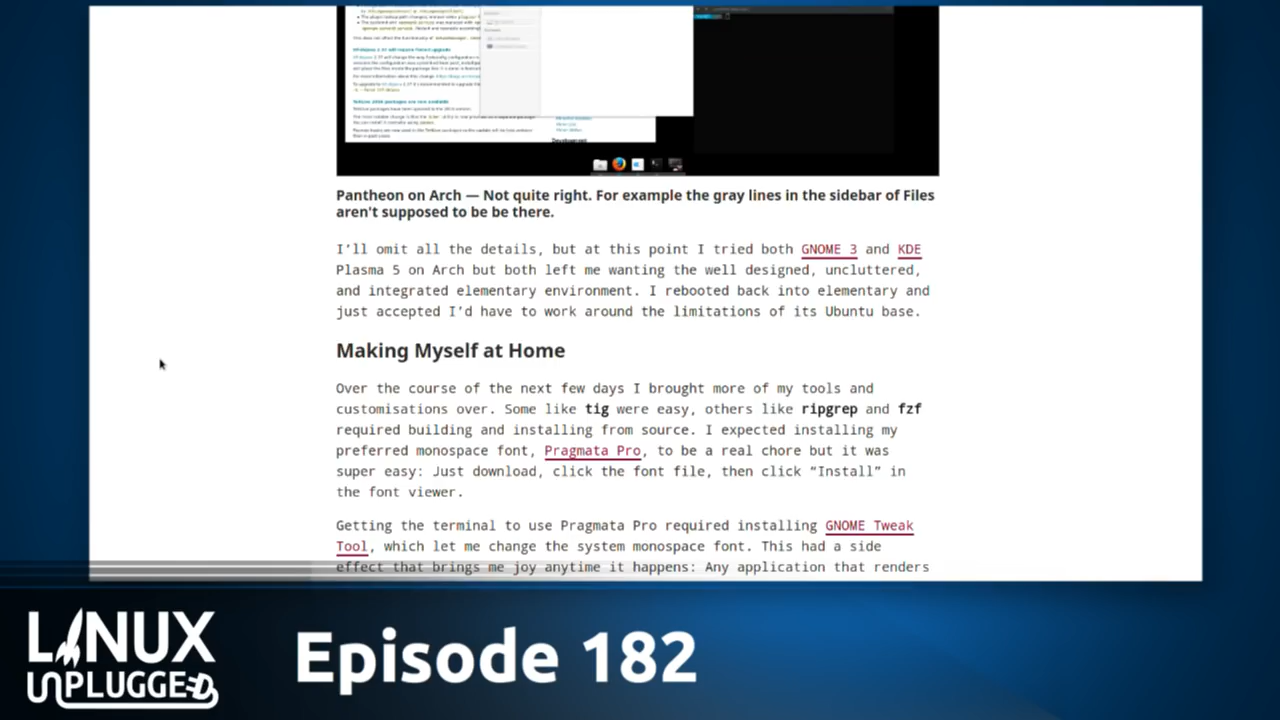 Pantheon on Arch — Not quite right. For example the gray lines in the sidebar of Files
aren't supposed to be be there.
I'll omit all the details, but at this point I tried both GNOME 3 and KDE
Plasma 5 on Arch but both left me wanting the well designed, uncluttered,
and integrated elementary environment. I rebooted back into elementary and
just accepted I'd have to work around the limitations of its Ubuntu base.
Making Myself at Home
Over the course of the next few days I brought more of my tools and
customisations over. Some like tig were easy, others like ripgrep and fzf
required building and installing from source. I expected installing my
preferred monospace font, Pragmata Pro, to be a real chore but it was
super easy: Just download, click the font file, then click “Install” in
the font viewer.
Getting the terminal to use Pragmata Pro required installing GNOME Tweak
Tool, which let me change the system monospace font. This had a side
effect that brings me joy anytime it happens: Any application that renders
LINUX
UNPLUGGED
Episode 182